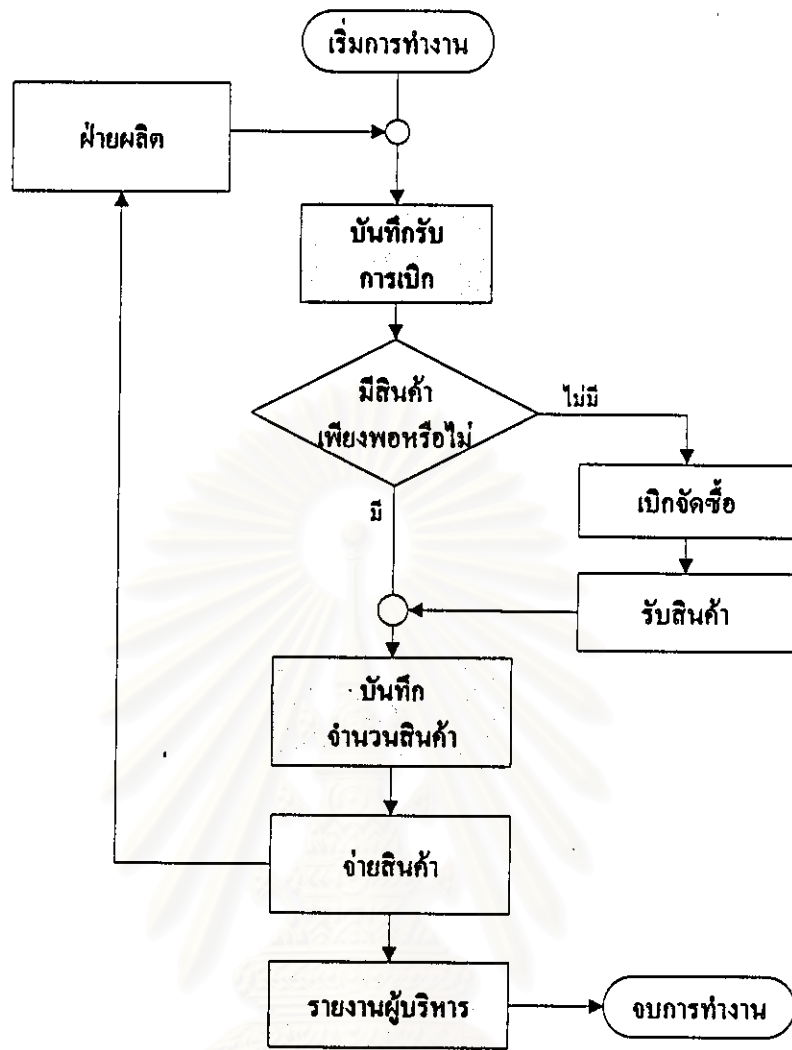 เริ่มการทำงาน
ฝ่ายผลิต
บันทึกรับ
การเบิก
มีสินค้า
เพียงพอหรือไม่
ไม่มี
มี
เบิกจัดซื้อ
รับสินค้า
บันทึก
จำนวนสินค้า
จ่ายสินค้า
รายงานผู้บริหาร
จบการทำงาน